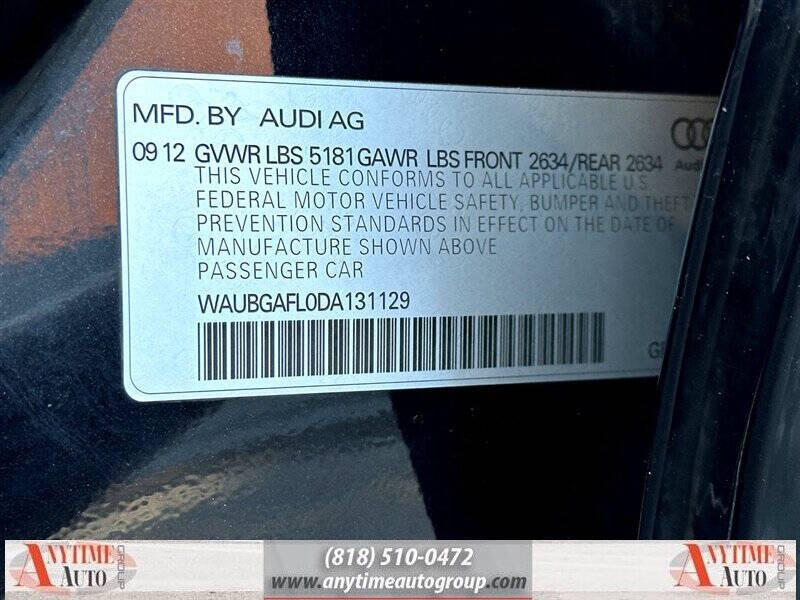 MFD. BY AUDI AG
09 12 GVWR LBS 5181 GAWR LBS FRONT 2634/REAR 2634
Audi
THIS VEHICLE CONFORMS TO ALL APPLICABLE U.S.
FEDERAL MOTOR VEHICLE SAFETY, BUMPER AND THEFT
PREVENTION STANDARDS IN EFFECT ON THE DATE OF
MANUFACTURE SHOWN ABOVE
PASSENGER CAR
WAUBGAFL0DA131129
ANYTIME AUTO GROUP
(818) 510-0472
www.anytimeautogroup.com
ANYTIME AUTO GROUP